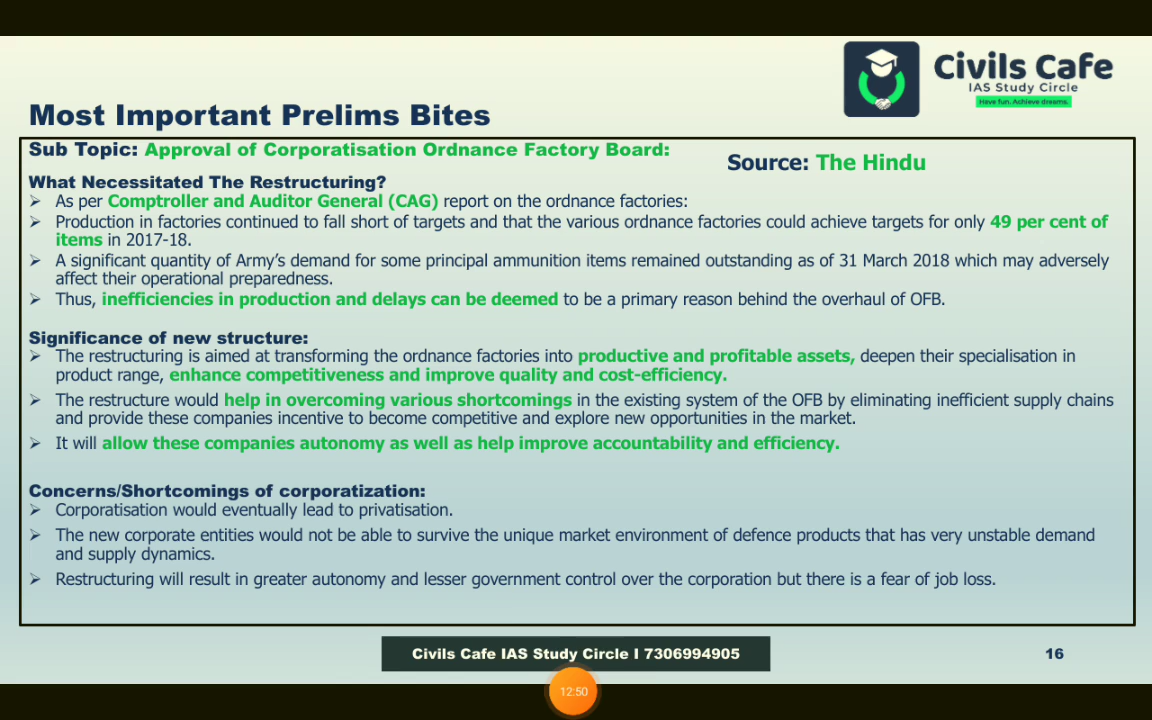 Civils Cafe
IAS Study Circle
Have fun. Achieve dreams.
Most Important Prelims Bites
Sub Topic: Approval of Corporatisation Ordnance Factory Board:
Source: The Hindu
What Necessitated The Restructuring?
➢ As per Comptroller and Auditor General (CAG) report on the ordnance factories:
➢ Production in factories continued to fall short of targets and that the various ordnance factories could achieve targets for only 49 per cent of
items in 2017-18.
➢ A significant quantity of Army’s demand for some principal ammunition items remained outstanding as of 31 March 2018 which may adversely
affect their operational preparedness.
➢ Thus, inefficiencies in production and delays can be deemed to be a primary reason behind the overhaul of OFB.
Significance of new structure:
➢ The restructuring is aimed at transforming the ordnance factories into productive and profitable assets, deepen their specialisation in
product range, enhance competitiveness and improve quality and cost-efficiency.
➢ The restructure would help in overcoming various shortcomings in the existing system of the OFB by eliminating inefficient supply chains
and provide these companies incentive to become competitive and explore new opportunities in the market.
➢ It will allow these companies autonomy as well as help improve accountability and efficiency.
Concerns/Shortcomings of corporatization:
➢ Corporatisation would eventually lead to privatisation.
➢ The new corporate entities would not be able to survive the unique market environment of defence products that has very unstable demand
and supply dynamics.
➢ Restructuring will result in greater autonomy and lesser government control over the corporation but there is a fear of job loss.
Civils Cafe IAS Study Circle I 7306994905
16
12:50